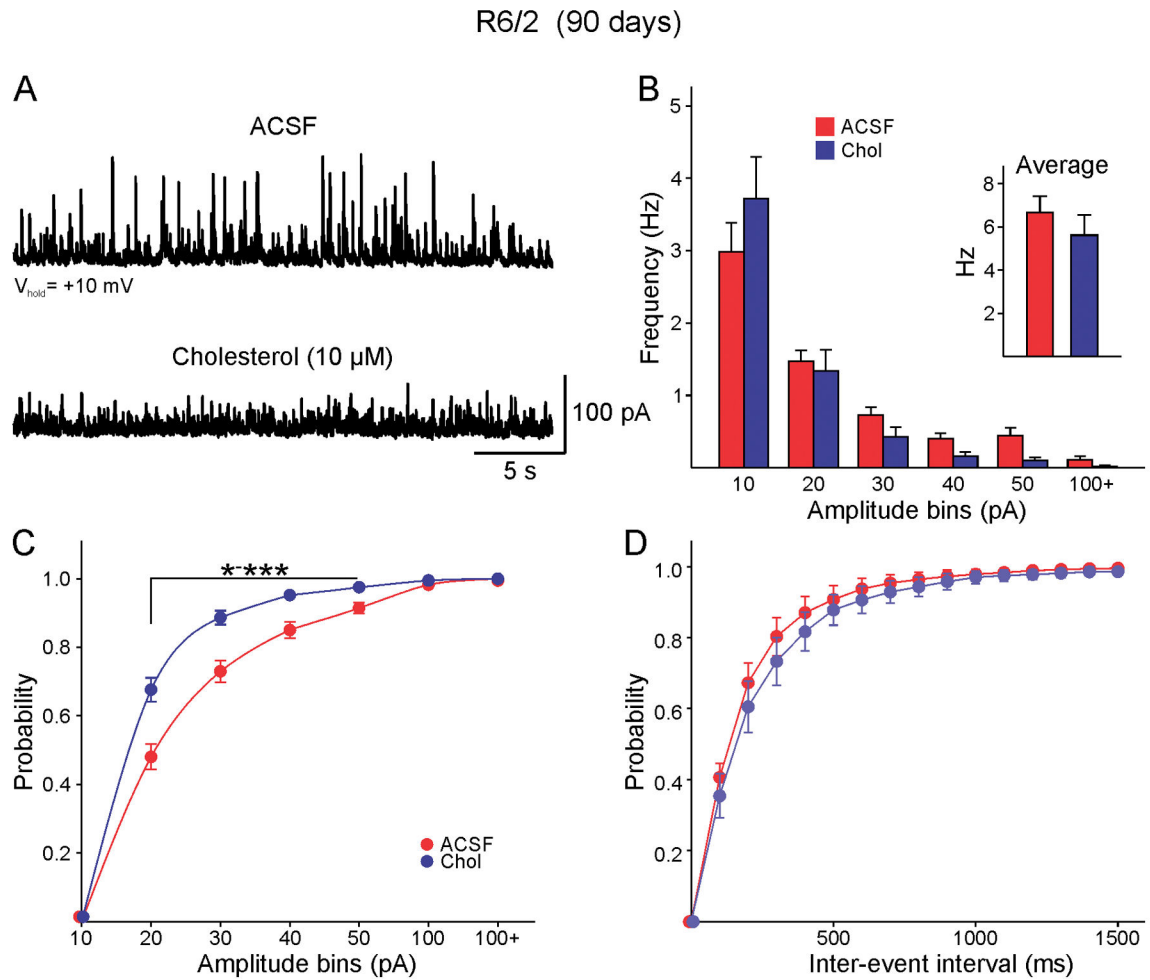 R6/2 (90 days)
A
ACSF
Vhold= +10 mV
Cholesterol (10 µM)
100 pA
5 s
B
5
4
3
2
1
Frequency (Hz)
ACSF
Chol
Average
8
6
4
2
Hz
10 20 30 40 50 100+
Amplitude bins (pA)
C
1.0
0.8
0.6
0.4
0.2
Probability
*-***
ACSF
Chol
10 20 30 40 50 100 100+
Amplitude bins (pA)
D
1.0
0.8
0.6
0.4
0.2
Probability
500 1000 1500
Inter-event interval (ms)